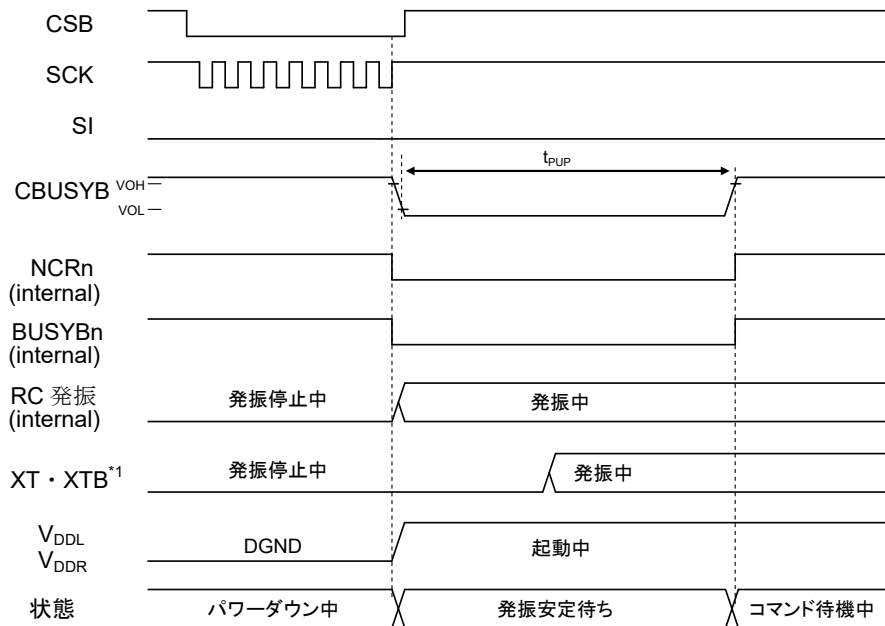 CSB
SCK
SI
tPUP
CBUSYB
VOH
VOL
NCRn
(internal)
BUSYBn
(internal)
RC 発振
(internal)
発振停止中
発振中
XT・XTB*1
発振停止中
発振中
VDDL
VDDR
DGND
起動中
状態
パワーダウン中
発振安定待ち
コマンド待機中